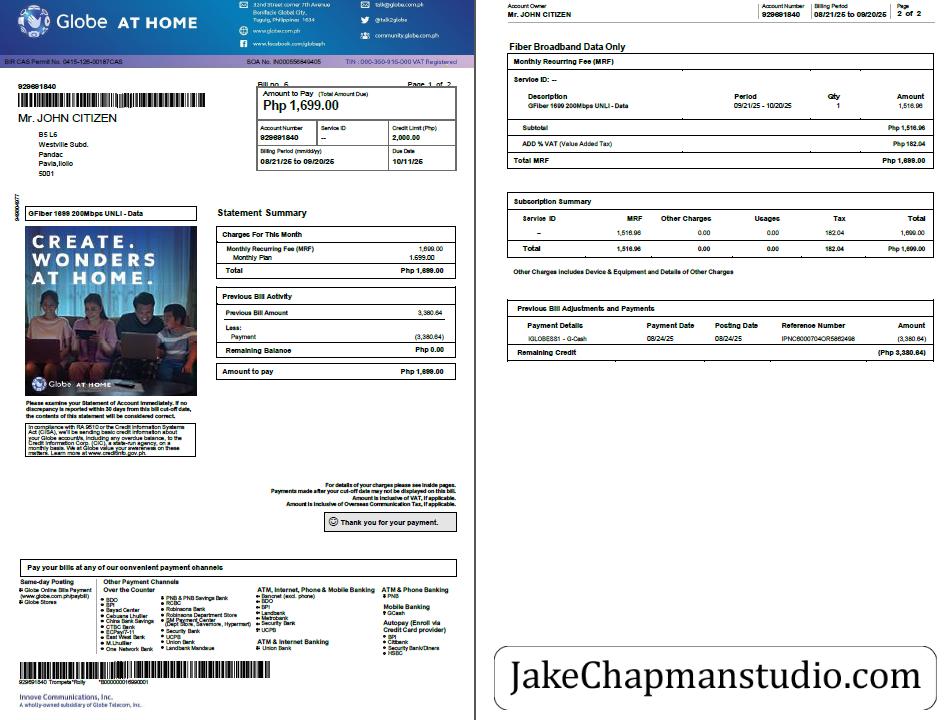 Globe AT HOME
32nd Street corner 7th Avenue
Bonifacio Global City,
Taguig, Philippines 1634
www.globe.com.ph
www.facebook.com/globeph
talk@globe.com.ph
@talk2globe
community.globe.com.ph
BIR CAS Permit No. 0415-126-00187CAS SOA No. IN000556849405 TIN : 000-350-916-000 VAT Registered
929691840
Bill no. 6 Page 1 of 2
Mr. JOHN CITIZEN
B5 L6
Westville Subd.
Pandac
Pavia,Iloilo
5001
Amount to Pay (Total Amount Due)
Php 1,699.00
Account Number Service ID Credit Limit (Php)
929691840 -- 2,000.00
Billing Period (mm/dd/yy) Due Date
08/21/25 to 09/20/25 10/11/25
GFiber 1699 200Mbps UNLI - Data
CREATE.
WONDERS
AT HOME.
Globe AT HOME
Please examine your Statement of Account immediately. If no
discrepancy is reported within 30 days from this bill cut-off date,
the contents of this statement will be considered correct.
In compliance with RA 9510 or the Credit Information Systems
Act (CISA), we'll be sending basic credit information about
your Globe account/s, including any overdue balance, to the
Credit Information Corp. (CIC), a state-run agency, on a
monthly basis. We at Globe value your awareness on these
matters. Learn more at www.creditinfo.gov.ph.
Statement Summary
Charges For This Month
Monthly Recurring Fee (MRF) 1,699.00
Monthly Plan 1,699.00
Total Php 1,699.00
Previous Bill Activity
Previous Bill Amount 3,380.64
Less:
Payment (3,380.64)
Remaining Balance Php 0.00
Amount to pay Php 1,699.00
For details of your charges please see inside pages.
Payments made after your cut-off date may not be displayed on this bill.
Amount is inclusive of VAT, if applicable.
Amount is inclusive of Overseas Communication Tax, if applicable.
Thank you for your payment.
Pay your bills at any of our convenient payment channels
Same-day Posting
Globe Online Bills Payment
(www.globe.com.ph/paybill)
Globe Stores
Other Payment Channels
Over the Counter
BDO
BPI
Bayad Center
Cebuana Lhuiller
China Bank Savings
CTBC Bank
ECPay/7-11
East West Bank
M.Lhuillier
One Network Bank
PNB & PNB Savings Bank
RCBC
Robinsons Bank
Robinsons Department Store
SM Payment Center
(Dept Store, Savemore, Hypermart)
Security Bank
UCPB
Union Bank
Landbank Mandaue
ATM, Internet, Phone & Mobile Banking
Bancnet (excl. phone)
BDO
BPI
Landbank
Metrobank
Security Bank
UCPB
ATM & Internet Banking
Union Bank
ATM & Phone Banking
PNB
Mobile Banking
GCash
Autopay (Enroll via
Credit Card provider)
BPI
Citibank
Security Bank/Diners
HSBC
Innove Communications, Inc.
A wholly-owned subsidiary of Globe Telecom, Inc.
Account Owner Account Number Billing Period Page
Mr. JOHN CITIZEN 929691840 08/21/25 to 09/20/25 2 of 2
Fiber Broadband Data Only
Monthly Recurring Fee (MRF)
Service ID: --
Description Period Qty Amount
GFiber 1699 200Mbps UNLI - Data 09/21/25 - 10/20/25 1 1,516.96
Subtotal Php 1,516.96
ADD % VAT (Value Added Tax) Php 182.04
Total MRF Php 1,699.00
Subscription Summary
Service ID MRF Other Charges Usages Tax Total
-- 1,516.96 0.00 0.00 182.04 1,699.00
Total 1,516.96 0.00 0.00 182.04 Php 1,699.00
Other Charges includes Device & Equipment and Details of Other Charges
Previous Bill Adjustments and Payments
Payment Details Payment Date Posting Date Reference Number Amount
IGLOBESS1 - G-Cash 08/24/25 08/24/25 IPNC6000704OR5862498 (3,380.64)
Remaining Credit (Php 3,380.64)
JakeChapmanstudio.com